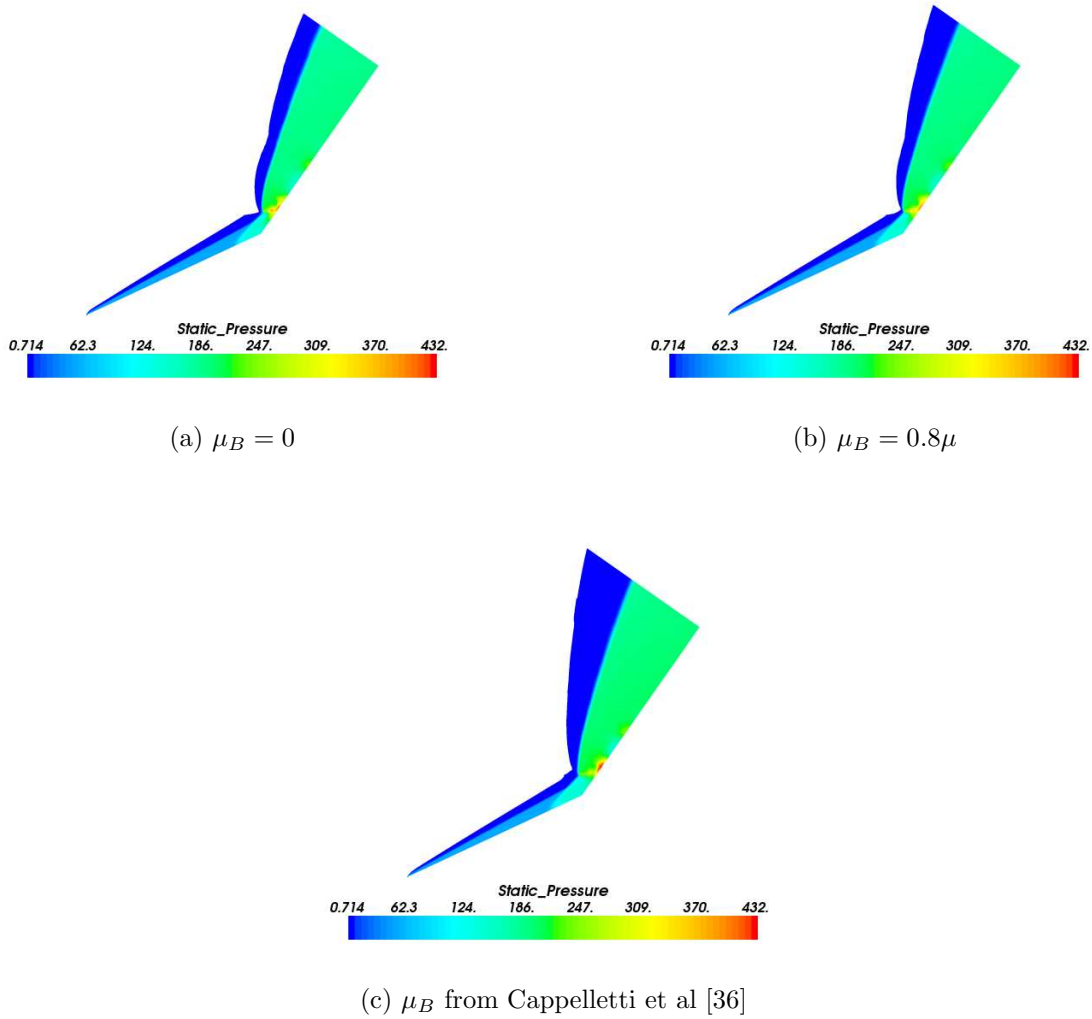 Static_Pressure
0.714 62.3 124. 186. 247. 309. 370. 432.
(a) μ_B = 0
Static_Pressure
0.714 62.3 124. 186. 247. 309. 370. 432.
(b) μ_B = 0.8μ
Static_Pressure
0.714 62.3 124. 186. 247. 309. 370. 432.
(c) μ_B from Cappelletti et al [36]